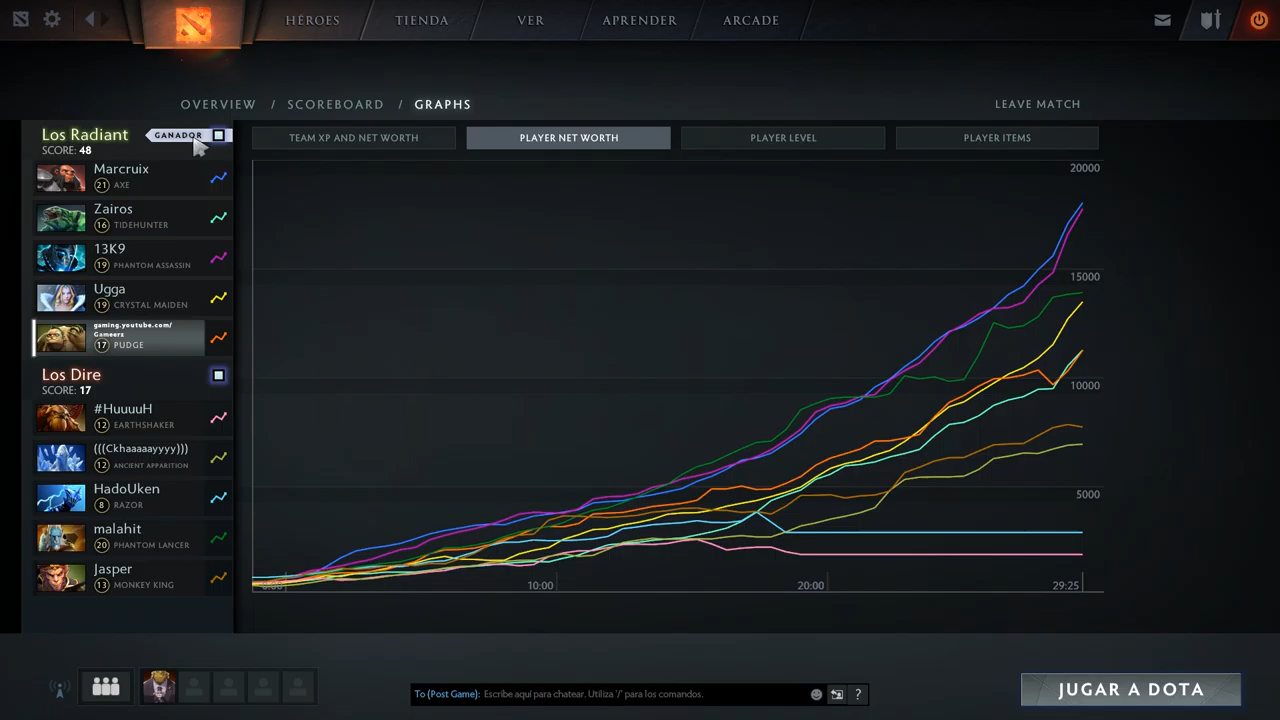 HÉROES
TIENDA
VER
APRENDER
ARCADE
OVERVIEW / SCOREBOARD / GRAPHS
LEAVE MATCH
Los Radiant
GANADOR
SCORE: 48
Marcruix
21 AXE
Zairos
16 TIDEHUNTER
13K9
19 PHANTOM ASSASSIN
Ugga
19 CRYSTAL MAIDEN
gaming.youtube.com/
Gameerz
17 PUDGE
Los Dire
SCORE: 17
#HuuuuH
12 EARTHSHAKER
(((Ckhaaaaayyyy)))
12 ANCIENT APPARITION
HadoUken
8 RAZOR
malahit
20 PHANTOM LANCER
Jasper
13 MONKEY KING
TEAM XP AND NET WORTH
PLAYER NET WORTH
PLAYER LEVEL
PLAYER ITEMS
20000
15000
10000
5000
0:00
10:00
20:00
29:25
To (Post Game): Escribe aquí para chatear. Utiliza '/' para los comandos.
?
JUGAR A DOTA